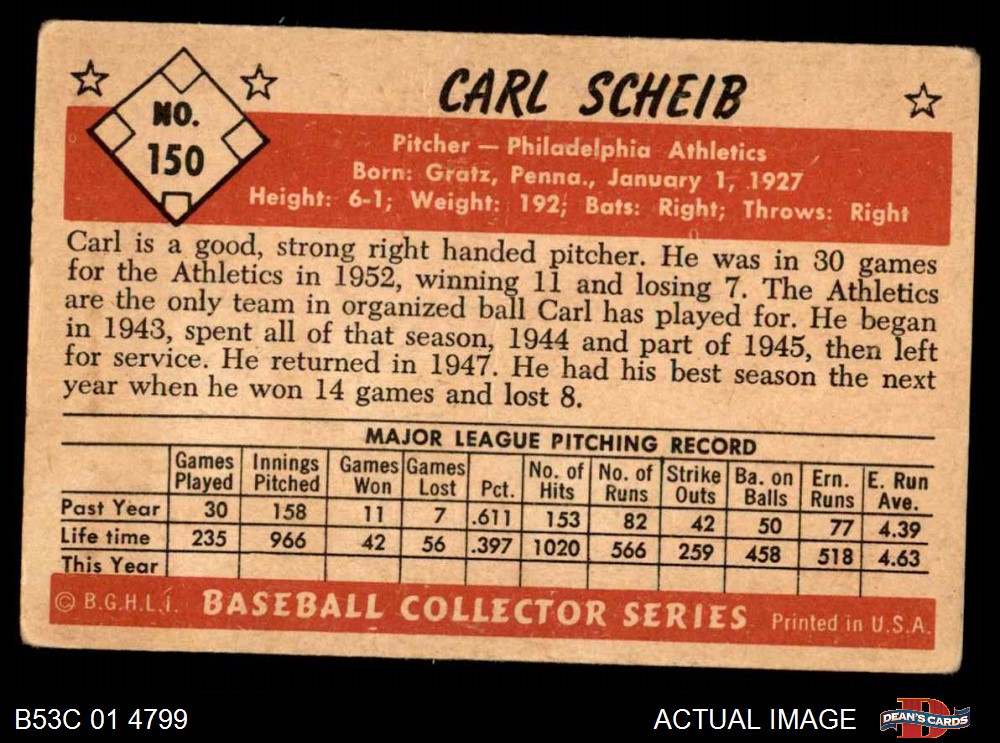 NO.
150
CARL SCHEIB
Pitcher — Philadelphia Athletics
Born: Gratz, Penna., January 1, 1927
Height: 6-1; Weight: 192; Bats: Right; Throws: Right
Carl is a good, strong right handed pitcher. He was in 30 games
for the Athletics in 1952, winning 11 and losing 7. The Athletics
are the only team in organized ball Carl has played for. He began
in 1943, spent all of that season, 1944 and part of 1945, then left
for service. He returned in 1947. He had his best season the next
year when he won 14 games and lost 8.
MAJOR LEAGUE PITCHING RECORD
Games Played Innings Pitched Games Won Games Lost Pct. No. of Hits No. of Runs Strike Outs Ba. on Balls Ern. Runs E. Run Ave.
Past Year 30 158 11 7 .611 153 82 42 50 77 4.39
Life time 235 966 42 56 .397 1020 566 259 458 518 4.63
This Year
© B.G.H.L.I. BASEBALL COLLECTOR SERIES Printed in U.S.A.
B53C 01 4799 ACTUAL IMAGE DEAN'S CARDS